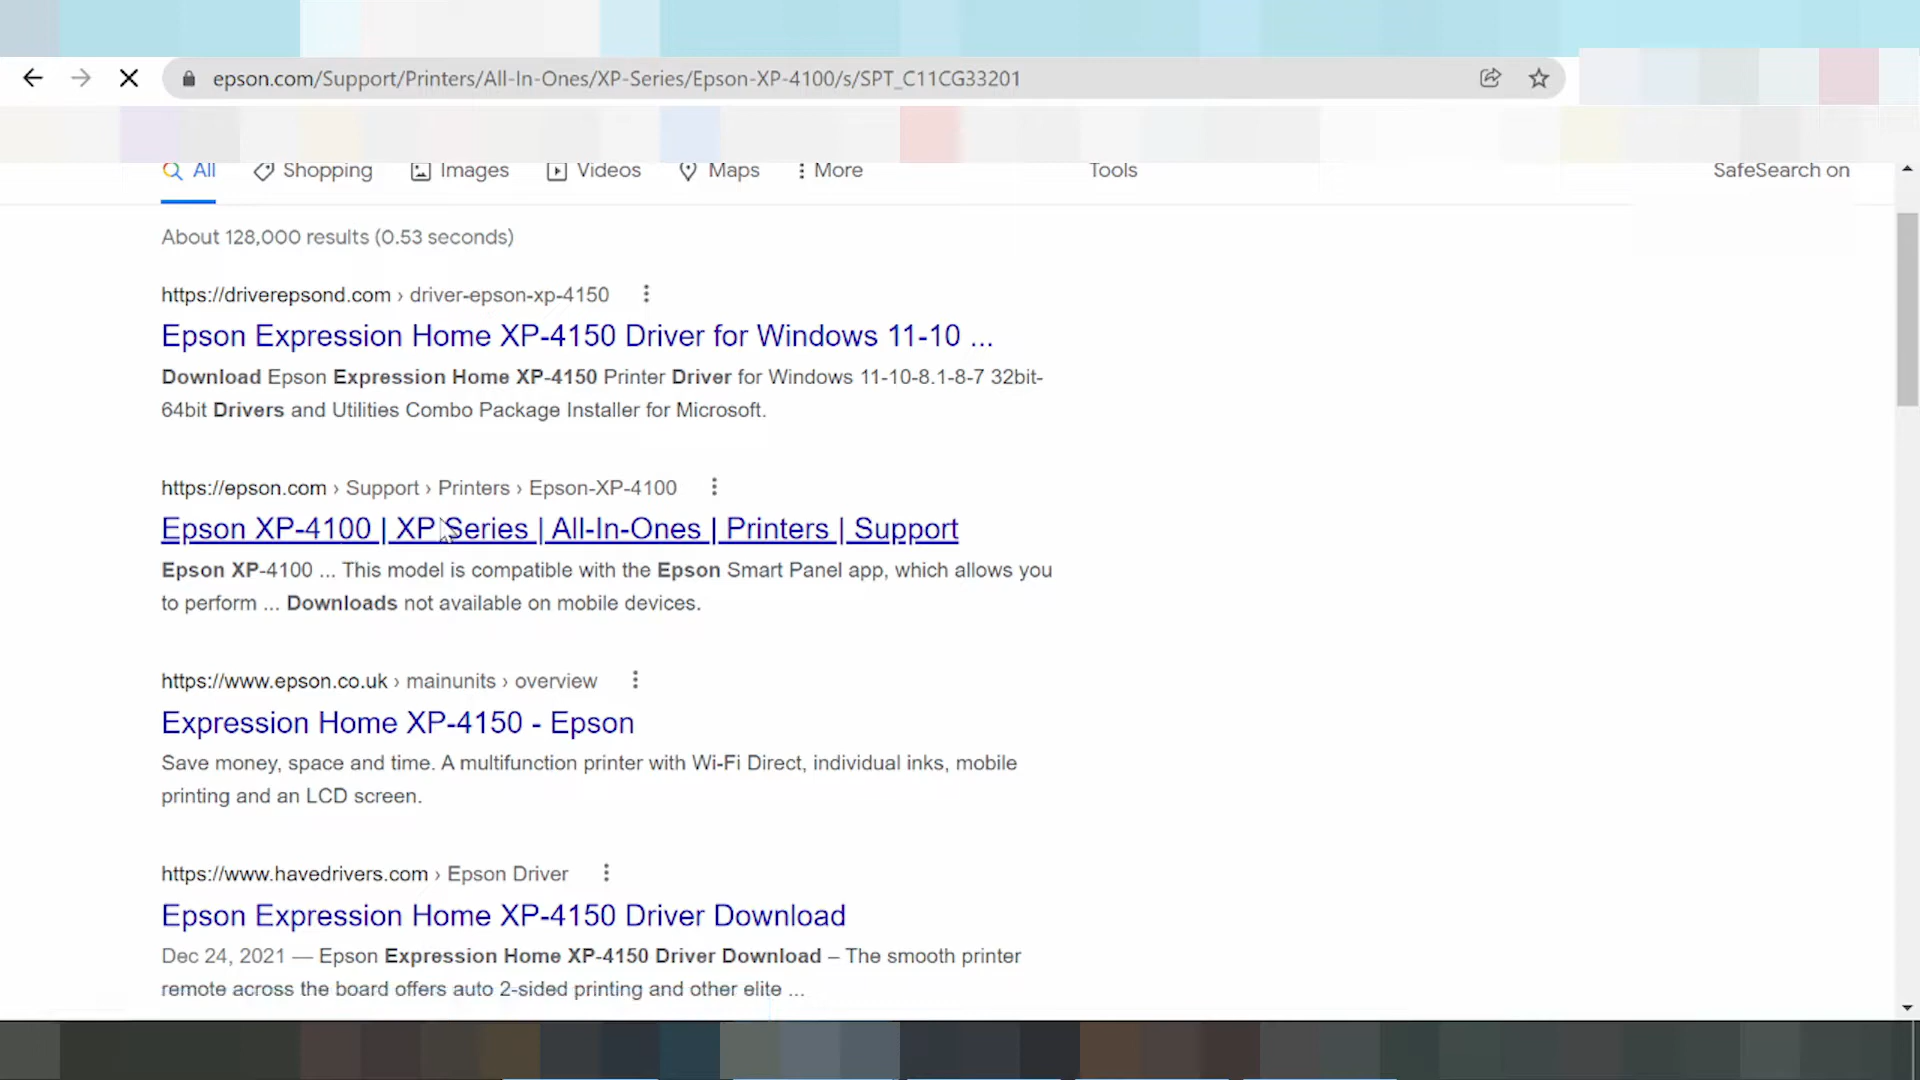 epson.com/Support/Printers/All-In-Ones/XP-Series/Epson-XP-4100/s/SPT_C11CG33201
All Shopping Images Videos Maps More Tools SafeSearch on
About 128,000 results (0.53 seconds)
https://driverepsond.com › driver-epson-xp-4150
Epson Expression Home XP-4150 Driver for Windows 11-10 ...
Download Epson Expression Home XP-4150 Printer Driver for Windows 11-10-8.1-8-7 32bit-
64bit Drivers and Utilities Combo Package Installer for Microsoft.
https://epson.com › Support › Printers › Epson-XP-4100
Epson XP-4100 | XP Series | All-In-Ones | Printers | Support
Epson XP-4100 ... This model is compatible with the Epson Smart Panel app, which allows you
to perform ... Downloads not available on mobile devices.
https://www.epson.co.uk › mainunits › overview
Expression Home XP-4150 - Epson
Save money, space and time. A multifunction printer with Wi-Fi Direct, individual inks, mobile
printing and an LCD screen.
https://www.havedrivers.com › Epson Driver
Epson Expression Home XP-4150 Driver Download
Dec 24, 2021 — Epson Expression Home XP-4150 Driver Download – The smooth printer
remote across the board offers auto 2-sided printing and other elite ...